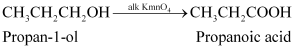 CH₃CH₂CH₂OH alk KmnO₄ → CH₃CH₂COOH
Propan-1-ol Propanoic acid